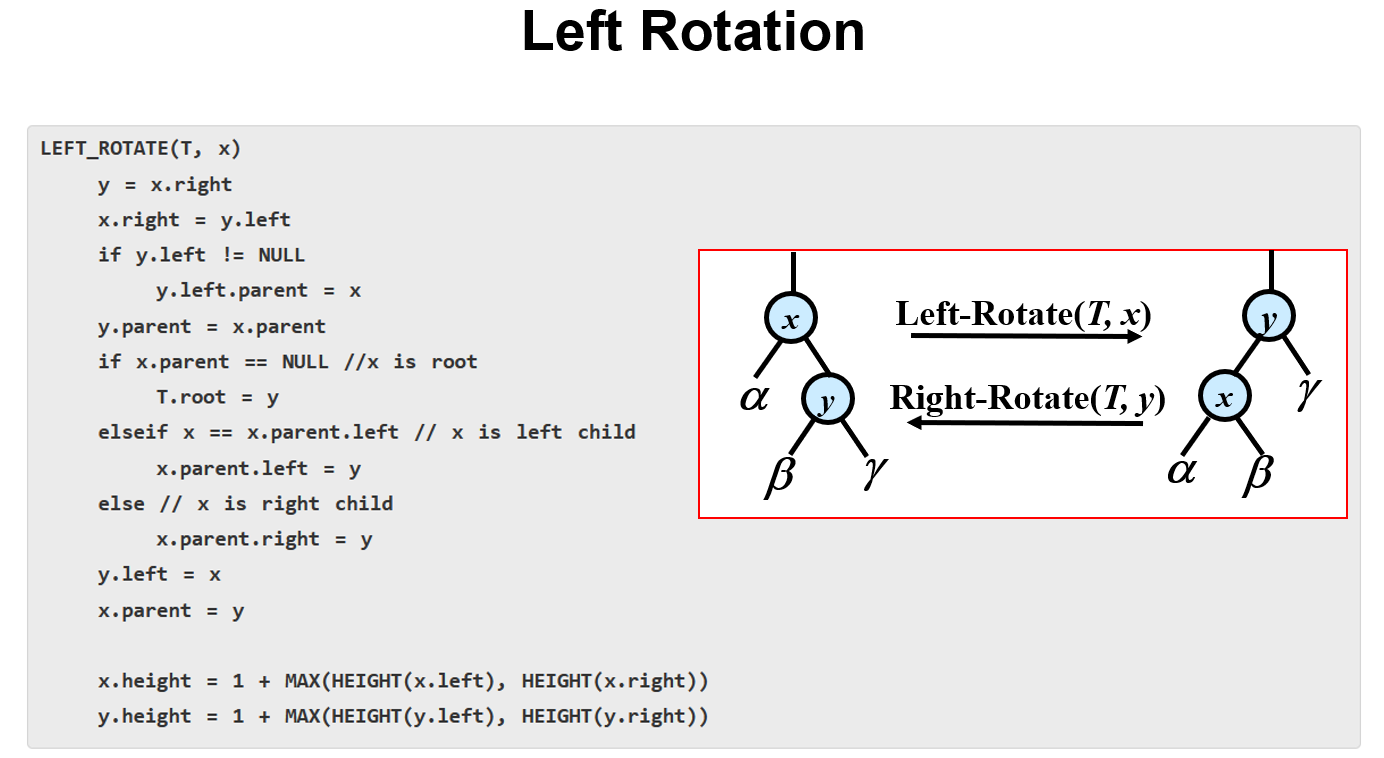 Left Rotation
LEFT_ROTATE(T, x)
y = x.right
x.right = y.left
if y.left != NULL
y.left.parent = x
y.parent = x.parent
if x.parent == NULL //x is root
T.root = y
elseif x == x.parent.left // x is left child
x.parent.left = y
else // x is right child
x.parent.right = y
y.left = x
x.parent = y
x.height = 1 + MAX(HEIGHT(x.left), HEIGHT(x.right))
y.height = 1 + MAX(HEIGHT(y.left), HEIGHT(y.right))
x
α
y
β
γ
Left-Rotate(T, x)
Right-Rotate(T, y)
y
x
γ
α
β